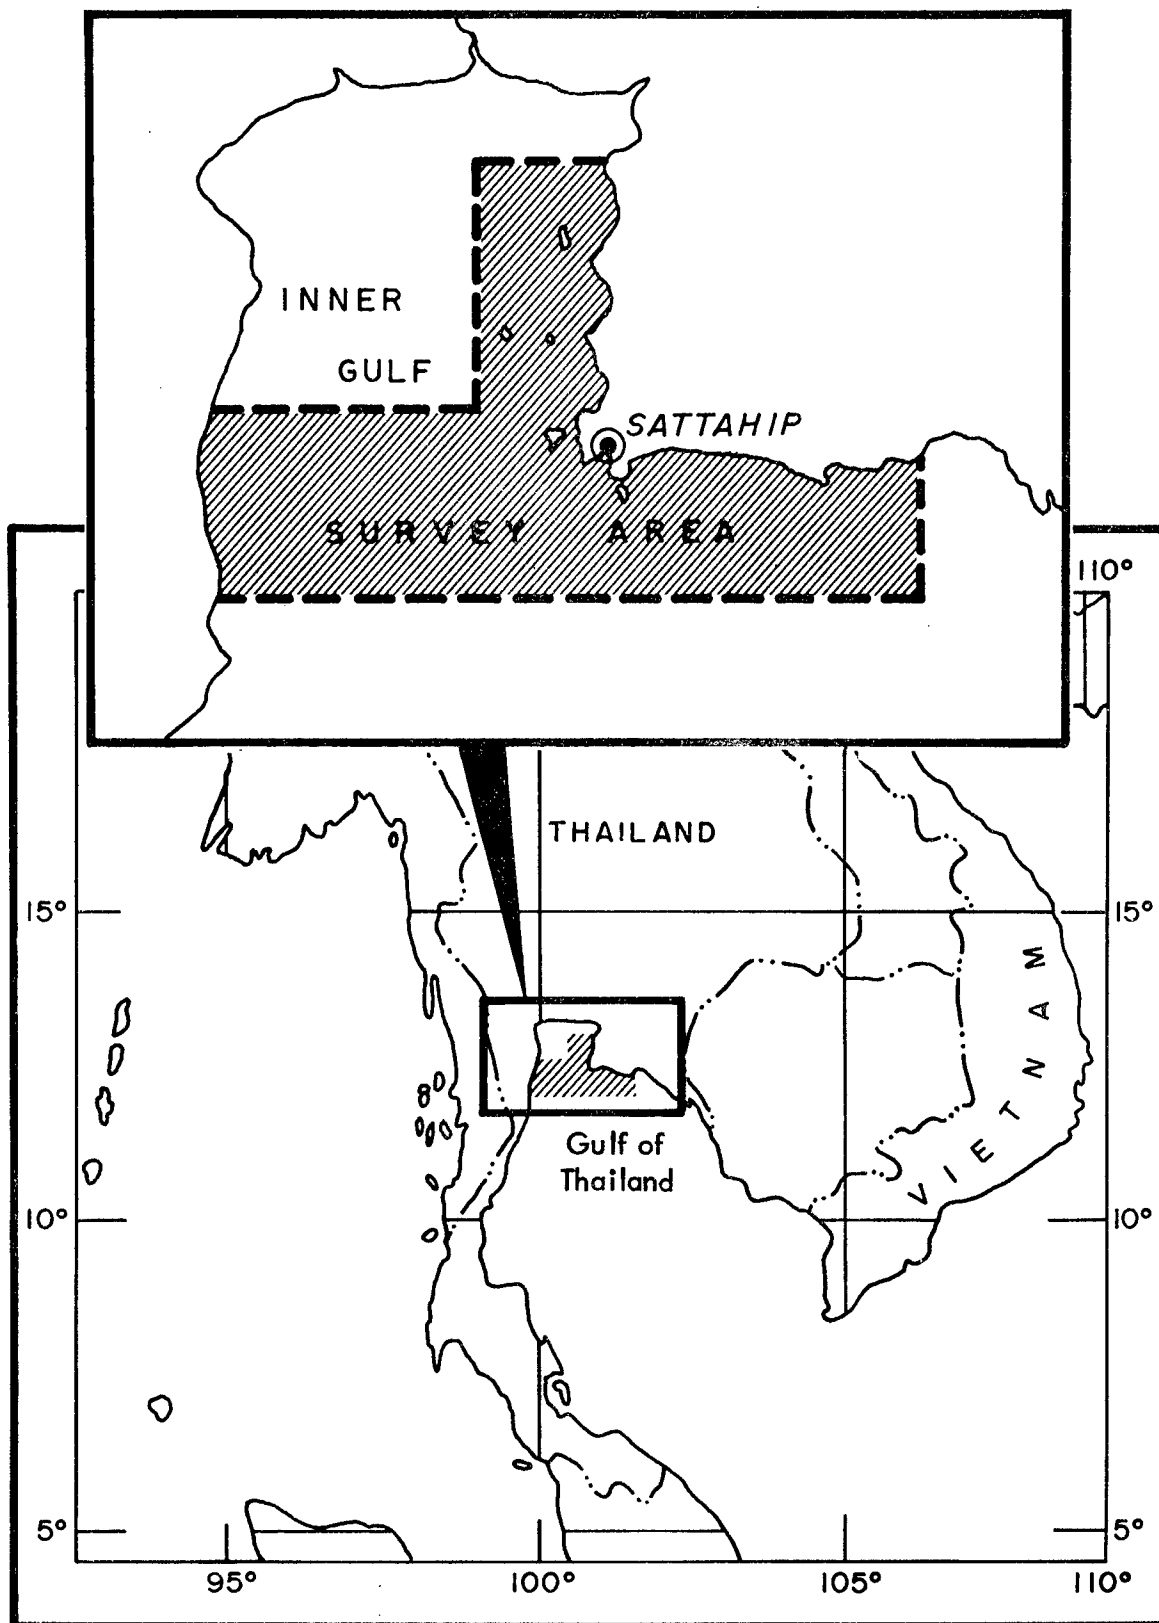 INNER
GULF
SATTAHIP
SURVEY AREA
110°
THAILAND
15° 15°
VIETNAM
Gulf of
Thailand
10° 10°
5° 5°
95° 100° 105° 110°